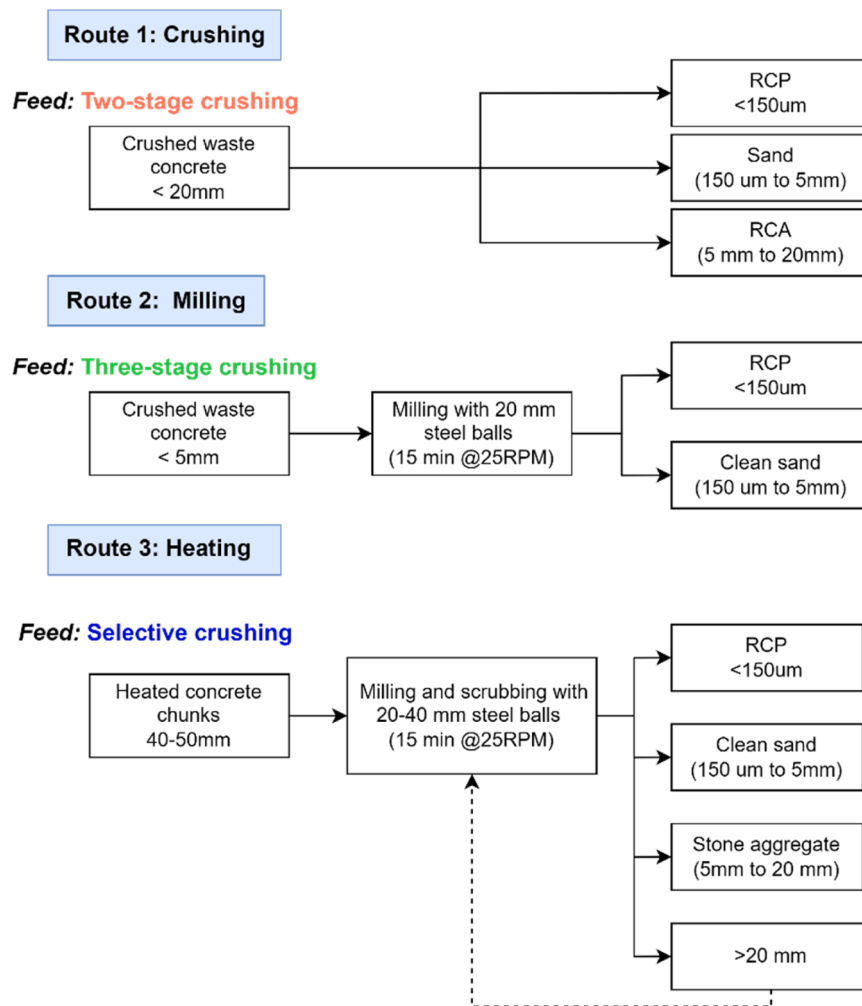 Route 1: Crushing
Feed: Two-stage crushing
Crushed waste
concrete
< 20mm
RCP
<150um
Sand
(150 um to 5mm)
RCA
(5 mm to 20mm)
Route 2:  Milling
Feed: Three-stage crushing
Crushed waste
concrete
< 5mm
Milling with 20 mm
steel balls
(15 min @25RPM)
RCP
<150um
Clean sand
(150 um to 5mm)
Route 3: Heating
Feed: Selective crushing
Heated concrete
chunks
40-50mm
Milling and scrubbing with
20-40 mm steel balls
(15 min @25RPM)
RCP
<150um
Clean sand
(150 um to 5mm)
Stone aggregate
(5mm to 20 mm)
>20 mm